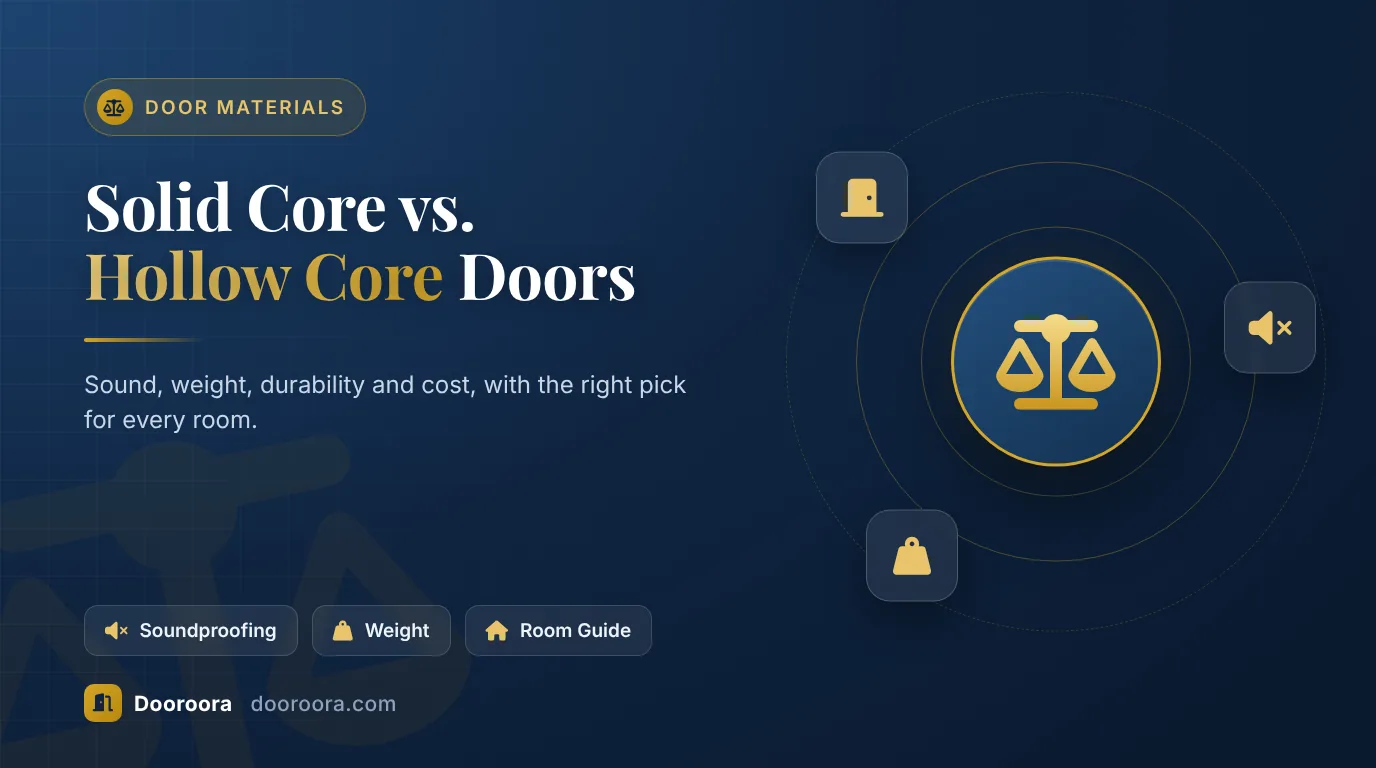 DOOR MATERIALS
Solid Core vs.
Hollow Core Doors
Sound, weight, durability and cost, with the right pick
for every room.
Soundproofing
Weight
Room Guide
Dooroora dooroora.com